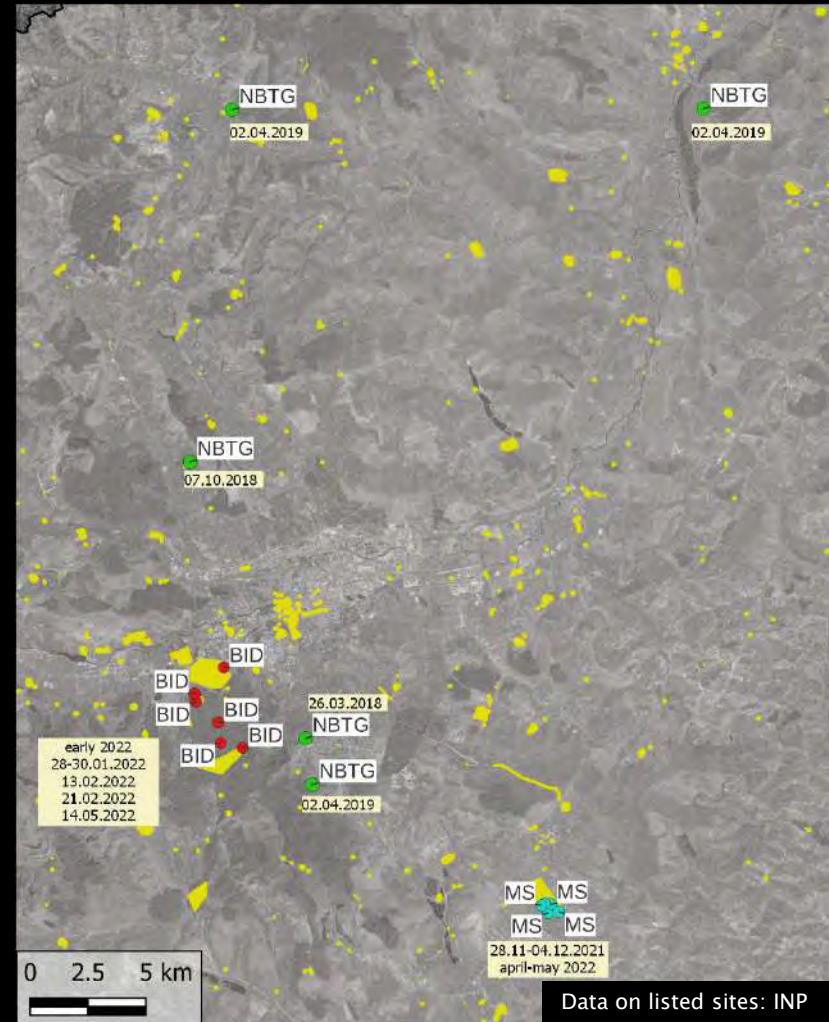 NBTG
02.04.2019
NBTG
02.04.2019
NBTG
07.10.2018
BID
BID
BID
BID
BID
BID
early 2022
28-30.01.2022
13.02.2022
21.02.2022
14.05.2022
26.03.2018
NBTG
NBTG
02.04.2019
MS
MS
MS
MS
28.11-04.12.2021
april-may 2022
0 2.5 5 km
Data on listed sites: INP